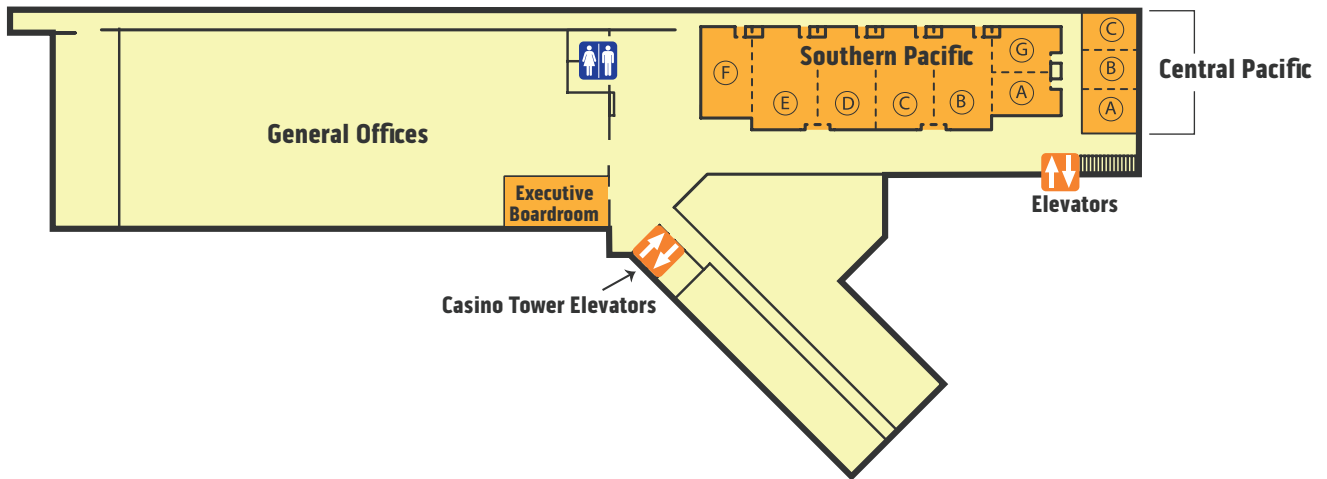 Southern Pacific
F
E
D
C
B
G
A
C
B
A
Central Pacific
General Offices
Executive
Boardroom
Elevators
Casino Tower Elevators